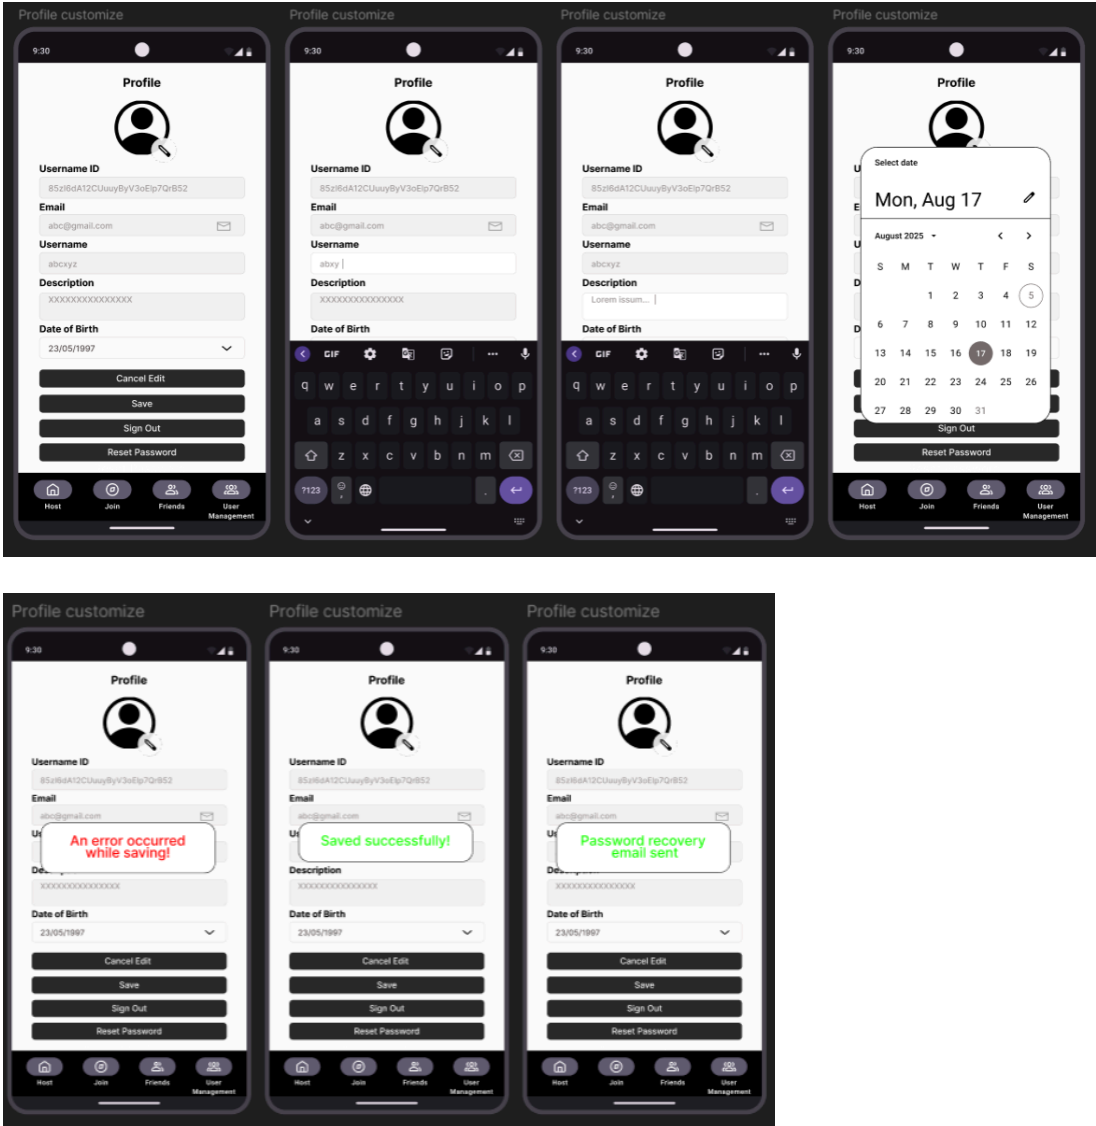 Profile customize
9:30
Profile
Username ID
85zI6dA12CUuuyByV3oEIp7QrB52
Email
abc@gmail.com
Username
abcxyz
Description
XXXXXXXXXXXXXXX
Date of Birth
23/05/1997
Cancel Edit
Save
Sign Out
Reset Password
Host Join Friends User Management
Profile customize
9:30
Profile
Username ID
85zI6dA12CUuuyByV3oEIp7QrB52
Email
abc@gmail.com
Username
abxy |
Description
XXXXXXXXXXXXXXX
Date of Birth
GIF
q w e r t y u i o p
a s d f g h j k l
z x c v b n m
?123 , .
Profile customize
9:30
Profile
Username ID
85zI6dA12CUuuyByV3oEIp7QrB52
Email
abc@gmail.com
Username
abcxyz
Description
Lorem issum... |
Date of Birth
GIF
q w e r t y u i o p
a s d f g h j k l
z x c v b n m
?123 , .
Profile customize
9:30
Profile
U
Select date
Mon, Aug 17
E
August 2025
U
S M T W T F S
D
1 2 3 4 5
6 7 8 9 10 11 12
D
13 14 15 16 17 18 19
20 21 22 23 24 25 26
27 28 29 30 31
Sign Out
Reset Password
Host Join Friends User Management
Profile customize
9:30
Profile
Username ID
85zI6dA12CUuuyByV3oEIp7QrB52
Email
abc@gmail.com
Us
An error occurred
while saving!
Description
XXXXXXXXXXXXXXX
Date of Birth
23/05/1997
Cancel Edit
Save
Sign Out
Reset Password
Host Join Friends User Management
Profile customize
9:30
Profile
Username ID
85zI6dA12CUuuyByV3oEIp7QrB52
Email
abc@gmail.com
Us
Saved successfully!
Description
XXXXXXXXXXXXXXX
Date of Birth
23/05/1997
Cancel Edit
Save
Sign Out
Reset Password
Host Join Friends User Management
Profile customize
9:30
Profile
Username ID
85zI6dA12CUuuyByV3oEIp7QrB52
Email
abc@gmail.com
Us
Password recovery
email sent
Description
XXXXXXXXXXXXXXX
Date of Birth
23/05/1997
Cancel Edit
Save
Sign Out
Reset Password
Host Join Friends User Management